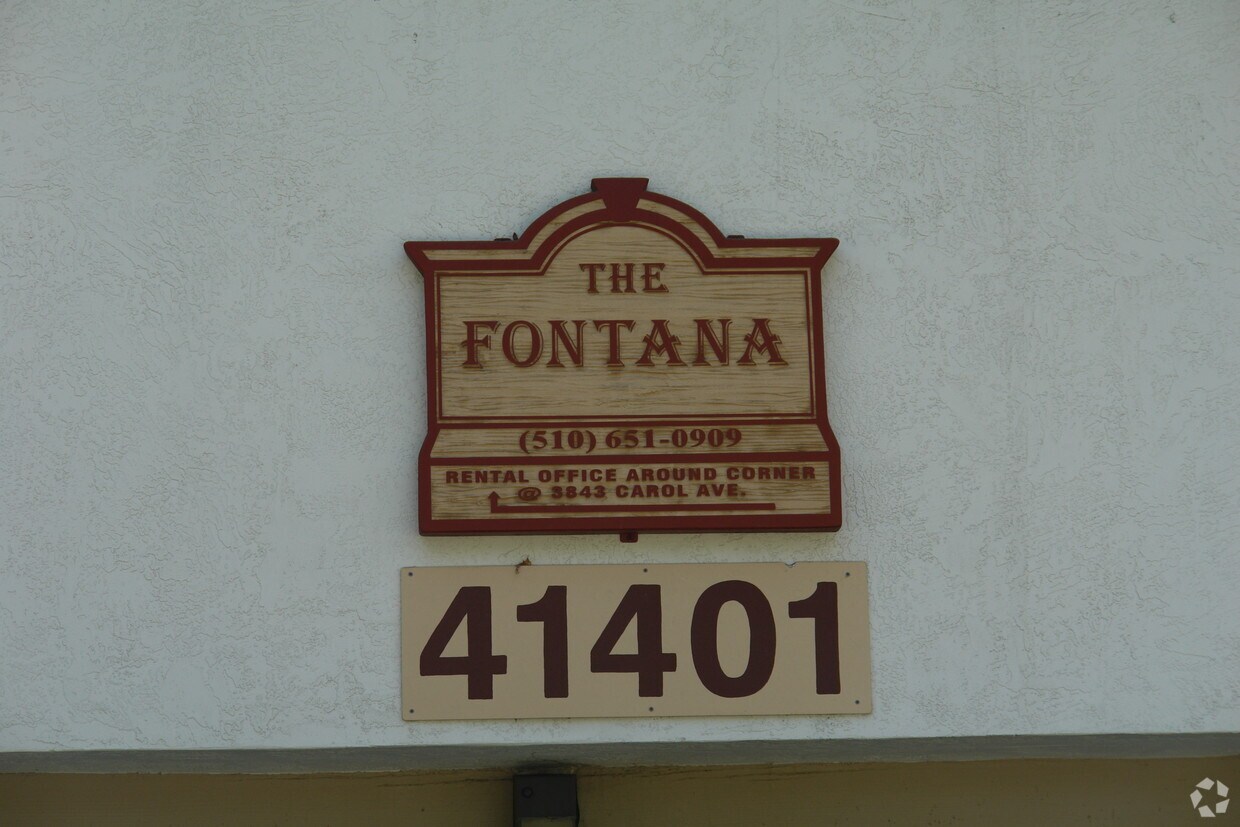 THE
FONTANA
(510) 651-0909
RENTAL OFFICE AROUND CORNER
@ 3843 CAROL AVE.
41401